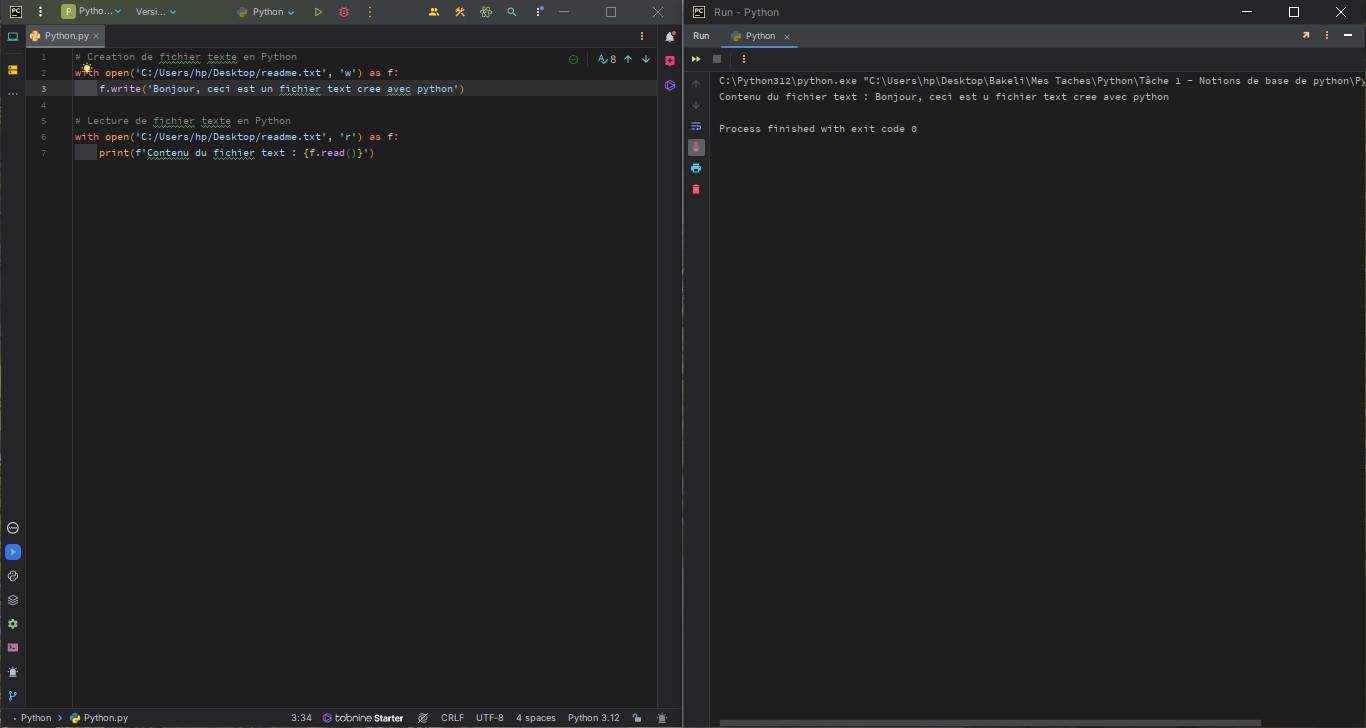 PC P Pytho... Versi... Python
Python.py
8
1 # Creation de fichier texte en Python
2 with open('C:/Users/hp/Desktop/readme.txt', 'w') as f:
3 f.write('Bonjour, ceci est un fichier text cree avec python')
4
5 # Lecture de fichier texte en Python
6 with open('C:/Users/hp/Desktop/readme.txt', 'r') as f:
7 print(f'Contenu du fichier text : {f.read()}')
Python > Python.py 3:34 tabnine Starter CRLF UTF-8 4 spaces Python 3.12
PC Run - Python
Run Python
C:\Python312\python.exe "C:\Users\hp\Desktop\Bakeli\Mes Taches\Python\Tâche 1 - Notions de base de python\Py
Contenu du fichier text : Bonjour, ceci est u fichier text cree avec python
Process finished with exit code 0